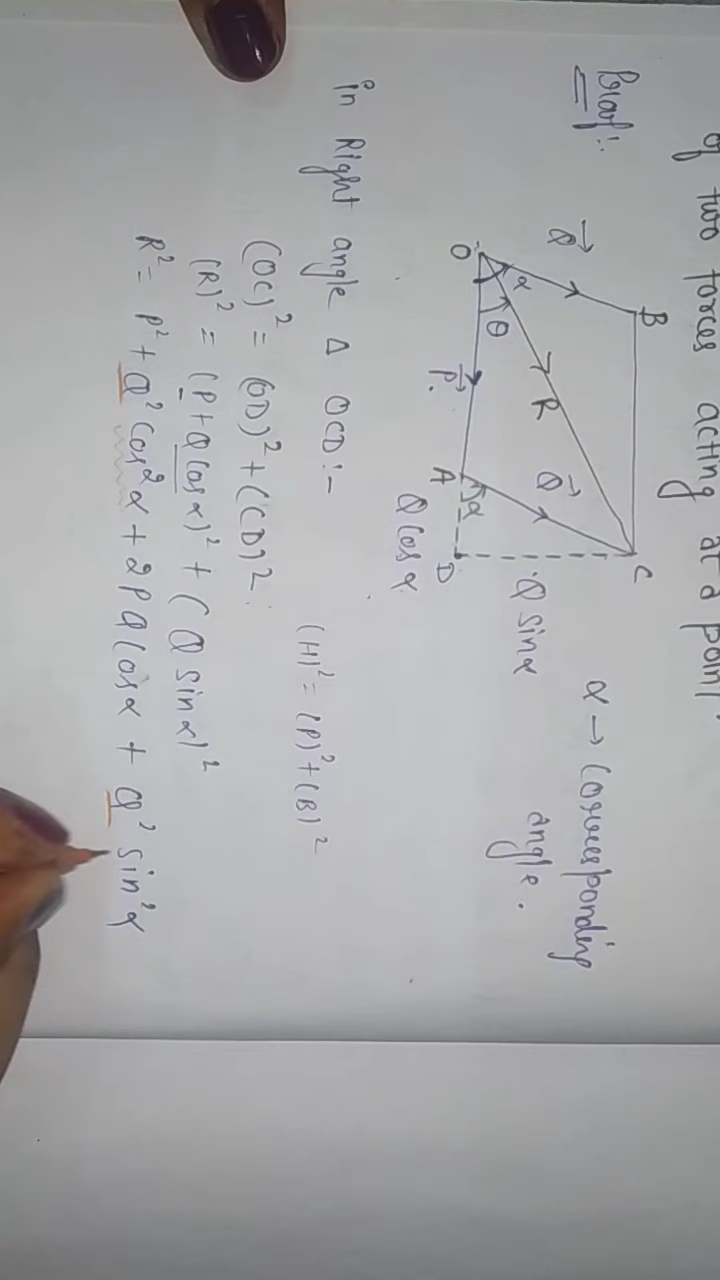 of two forces acting at a point.
Proof:-
B
C
Q
α
O
θ
R
Q
P
A
α
D
Q sinα
Q cosα
α → Corresponding
angle.
in Right angle Δ OCD:-
(H)² = (P)² + (B)²
(OC)² = (OD)² + (CD)²
(R)² = (P + Q cosα)² + (Q sinα)²
R² = P² + Q² cos²α + 2PQ cosα + Q² sin²α